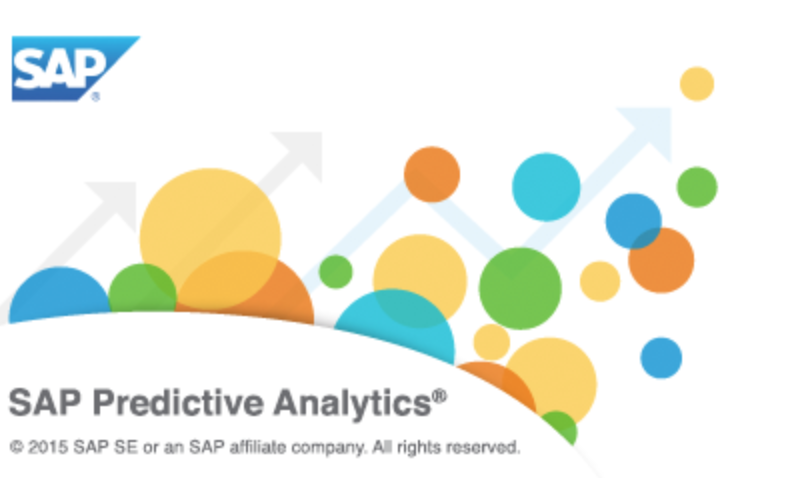 SAP®
SAP Predictive Analytics®
© 2015 SAP SE or an SAP affiliate company. All rights reserved.